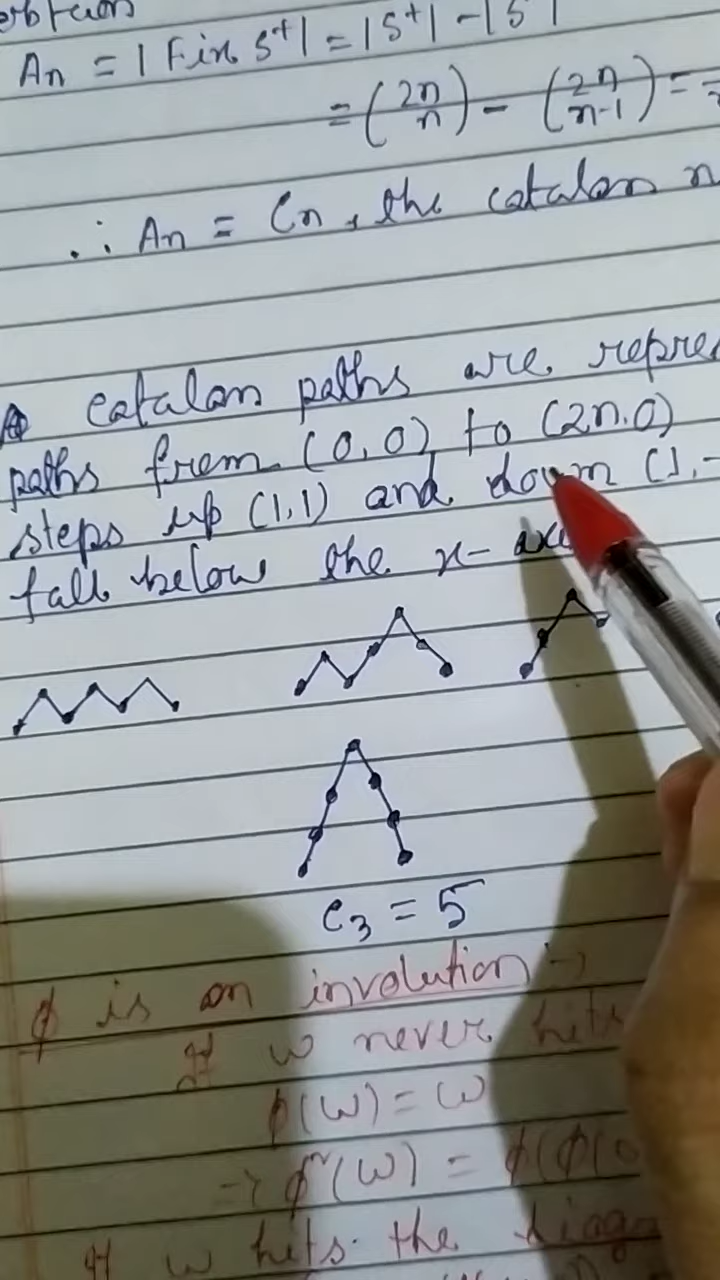 An = | Fix S⁺| = |S⁺| - |S⁻|
= (2n n) - (2n n-1) =
∴ An = Cn, the catalan n
Catalan paths are repre
paths from (0,0) to (2n,0)
steps up (1,1) and down (1,-
fall below the x- axi
C₃ = 5
ϕ is an involution :-
If w never hits
ϕ(w) = w
→ ϕ²(w) = ϕ(ϕ(
If w hits the diag